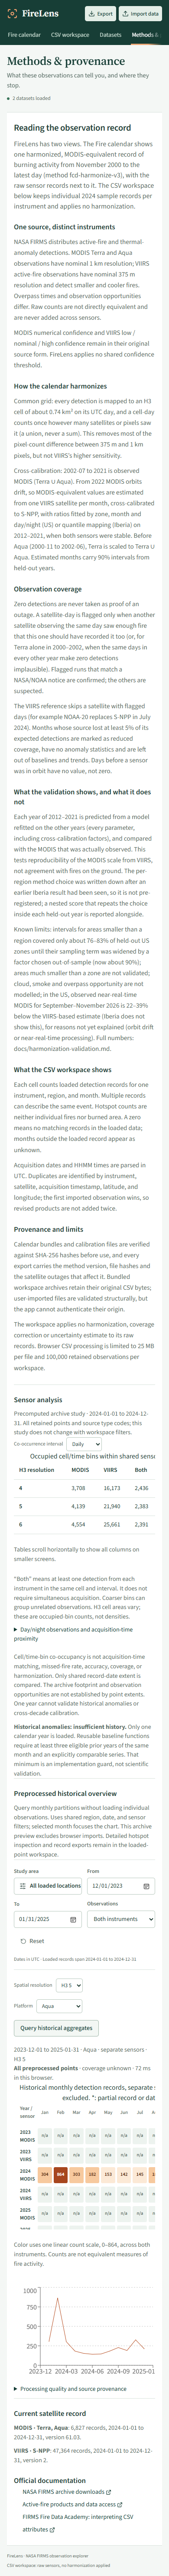 FireLens
Export
Import data
Fire calendar
CSV workspace
Datasets
Methods &
Methods & provenance
What these observations can tell you, and where they
stop.
2 datasets loaded
Reading the observation record
FireLens has two views. The Fire calendar shows
one harmonized, MODIS-equivalent record of
burning activity from November 2000 to the
latest day (method fcd-harmonize-v3), with the
raw sensor records next to it. The CSV workspace
below keeps individual 2024 sample records per
instrument and applies no harmonization.
One source, distinct instruments
NASA FIRMS distributes active-fire and thermal-
anomaly detections. MODIS Terra and Aqua
observations have nominal 1 km resolution; VIIRS
active-fire observations have nominal 375 m
resolution and detect smaller and cooler fires.
Overpass times and observation opportunities
differ. Raw counts are not directly equivalent and
are never added across sensors.
MODIS numerical confidence and VIIRS low /
nominal / high confidence remain in their original
source form. FireLens applies no shared confidence
threshold.
How the calendar harmonizes
Common grid: every detection is mapped to an H3
cell of about 0.74 km² on its UTC day, and a cell-day
counts once however many satellites or pixels saw
it (a union, never a sum). This removes most of the
pixel count difference between 375 m and 1 km
pixels, but not VIIRS's higher sensitivity.
Cross-calibration: 2002-07 to 2021 is observed
MODIS (Terra ∪ Aqua). From 2022 MODIS orbits
drift, so MODIS-equivalent values are estimated
from one VIIRS satellite per month, cross-calibrated
to S-NPP, with ratios fitted by zone, month and
day/night (US) or quantile mapping (Iberia) on
2012–2021, when both sensors were stable. Before
Aqua (2000-11 to 2002-06), Terra is scaled to Terra ∪
Aqua. Estimated months carry 90% intervals per
held-out years.
Observation coverage
Zero detections are never taken as proof of an
outage. A satellite-day is flagged only when another
satellite observing the same day saw enough fire
that this one should have recorded it (or, for
Terra alone in 2000–2002, when the same days in
every other year make zero detections
implausible). Flagged runs that match a
NASA/NOAA notice are confirmed; the others are
suspected.
The VIIRS reference skips a satellite with flagged
days (for example NOAA-20 replaces S-NPP in July
2024). Months whose source lost at least 5% of its
expected detections are marked as reduced
coverage, have no anomaly statistics and are left
out of baselines and trends. Days before a sensor
was in orbit have no value, not zero.
What the validation shows, and what it does
not
Each year of 2012–2021 is predicted from a model
refitted on the other years (every parameter,
including cross-calibration factors), and compared
with the MODIS that was actually observed. This
tests reproducibility of the MODIS scale from VIIRS,
not agreement with fires on the ground. The per-
region method choice was written down after an
earlier Iberia result had been seen, so it is not pre-
registered; a nested score that repeats the choice
inside each held-out year is reported alongside.
Known limits: intervals for areas smaller than a
region covered only about 76–83% of held-out US
zones until their sampling term was widened by a
factor chosen out-of-sample (now about 90%);
areas much smaller than a zone are not validated;
cloud, smoke and overpass opportunity are not
modelled; in the US, observed near-real-time
MODIS for September–November 2026 is 22–39%
below the VIIRS-based estimate (Iberia does not
show this), for reasons not yet explained (orbit drift
or near-real-time processing). Full numbers:
docs/harmonization-validation.md.
What the CSV workspace shows
Each cell counts loaded detection records for one
instrument, region, year, and month. Multiple records
can describe the same event. Hotspot counts are
neither individual fires nor burned area. A zero
means no matching records in the loaded data;
months outside the loaded record appear as
unknown.
Acquisition dates and HHMM times are parsed in
UTC. Duplicates are identified by instrument,
satellite, acquisition timestamp, latitude, and
longitude; the first imported observation wins, so
revised products are not added twice.
Provenance and limits
Calendar bundles and calibration files are verified
against SHA-256 hashes before use, and every
export carries the method version, file hashes and
the satellite outages that affect it. Bundled
workspace archives retain their original CSV bytes;
user-imported files are validated structurally, but
the app cannot authenticate their origin.
The workspace applies no harmonization, coverage
correction or uncertainty estimate to its raw
records. Browser CSV processing is limited to 25 MB
per file and 100,000 retained observations per
workspace.
Sensor analysis
Precomputed archive study · 2024-01-01 to 2024-12-
31. All retained points and source type codes; this
study does not change with workspace filters.
Co-occurrence interval
Daily
Occupied cell/time bins within shared sensor
H3 resolution MODIS VIIRS Both
4 3,708 16,173 2,436
5 4,139 21,940 2,383
6 4,554 25,661 2,391
Tables scroll horizontally to show all columns on
smaller screens.
"Both" means at least one detection from each
instrument in the same cell and interval. It does not
require simultaneous acquisition. Coarser bins can
group unrelated observations. H3 cell areas vary;
these are occupied-bin counts, not densities.
Day/night observations and acquisition-time
proximity
Cell/time-bin co-occupancy is not acquisition-time
matching, missed-fire rate, accuracy, coverage, or
harmonization. Only shared record date extent is
compared. The archive footprint and observation
opportunities are not established by point extents.
One year cannot validate historical anomalies or
cross-decade calibration.
Historical anomalies: insufficient history. Only one
calendar year is loaded. Reusable baseline functions
require at least three eligible prior years of the same
month and an explicitly comparable series. That
minimum is an implementation guard, not scientific
validation.
Preprocessed historical overview
Query monthly partitions without loading individual
observations. Uses shared region, date, and sensor
filters; selected month focuses the chart. This archive
preview excludes browser imports. Detailed hotspot
inspection and record exports remain in the loaded-
point workspace.
Study area
All loaded locations
From
12/01/2023
To
01/31/2025
Observations
Both instruments
Reset
Dates in UTC · Loaded records span 2024-01-01 to 2024-12-31
Spatial resolution
H3 5
Platform
Aqua
Query historical aggregates
2023-12-01 to 2025-01-31 · Aqua · separate sensors ·
H3 5
All preprocessed points · coverage unknown · 72 ms
in this browser.
Historical monthly detection records, separate
excluded. *: partial record or dat
Year /
sensor Jan Feb Mar Apr May Jun Jul
2023
MODIS n/a n/a n/a n/a n/a n/a n/a
2023
VIIRS n/a n/a n/a n/a n/a n/a n/a
2024
MODIS 304 864 303 182 153 142 145
2024
VIIRS n/a n/a n/a n/a n/a n/a n/a
2025
MODIS n/a n/a n/a n/a n/a n/a n/a
Color uses one linear count scale, 0–864, across both
instruments. Counts are not equivalent measures of
fire activity.
1000
750
500
250
0
2023-12 2024-03 2024-06 2024-09 2025-01
Processing quality and source provenance
Current satellite record
MODIS · Terra, Aqua: 6,827 records, 2024-01-01 to
2024-12-31, version 61.03.
VIIRS · S-NPP: 47,364 records, 2024-01-01 to 2024-12-
31, version 2.
Official documentation
NASA FIRMS archive downloads
Active-fire products and data access
FIRMS Fire Data Academy: interpreting CSV
attributes
FireLens · NASA FIRMS observation explorer
CSV workspace: raw sensors, no harmonization applied